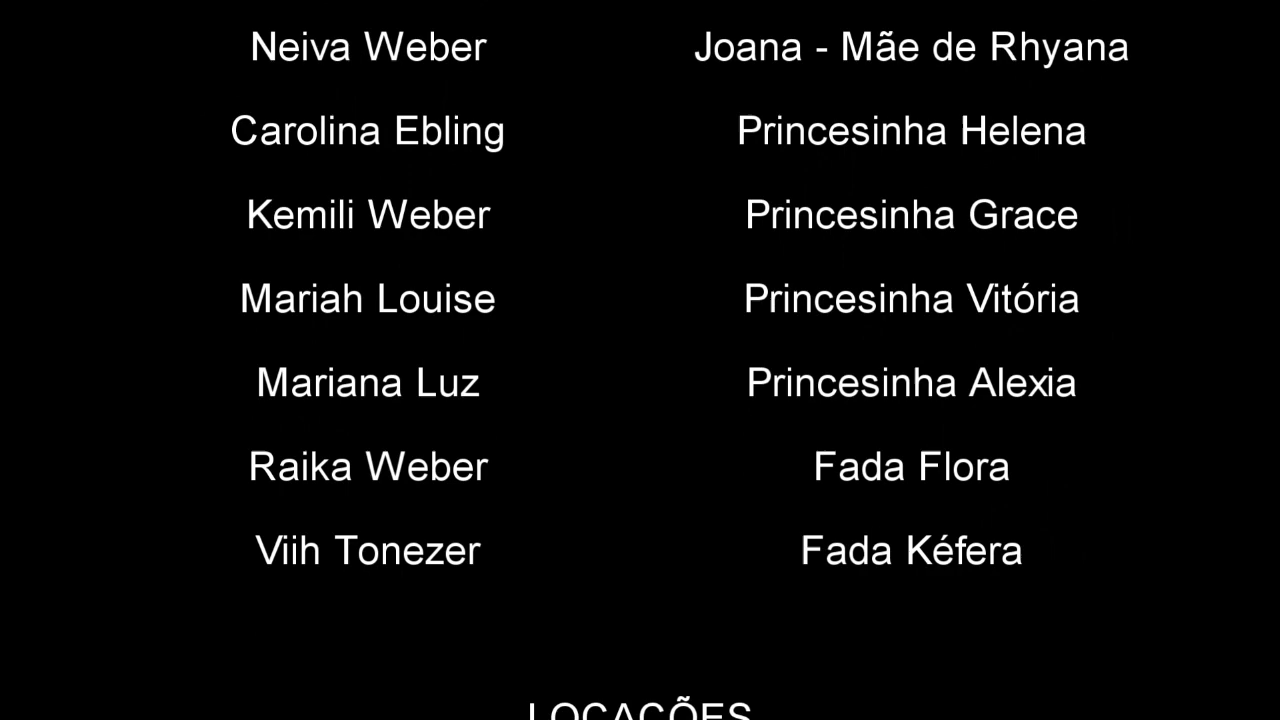 Neiva Weber Joana - Mãe de Rhyana
Carolina Ebling Princesinha Helena
Kemili Weber Princesinha Grace
Mariah Louise Princesinha Vitória
Mariana Luz Princesinha Alexia
Raika Weber Fada Flora
Viih Tonezer Fada Kéfera
LOCAÇÕES